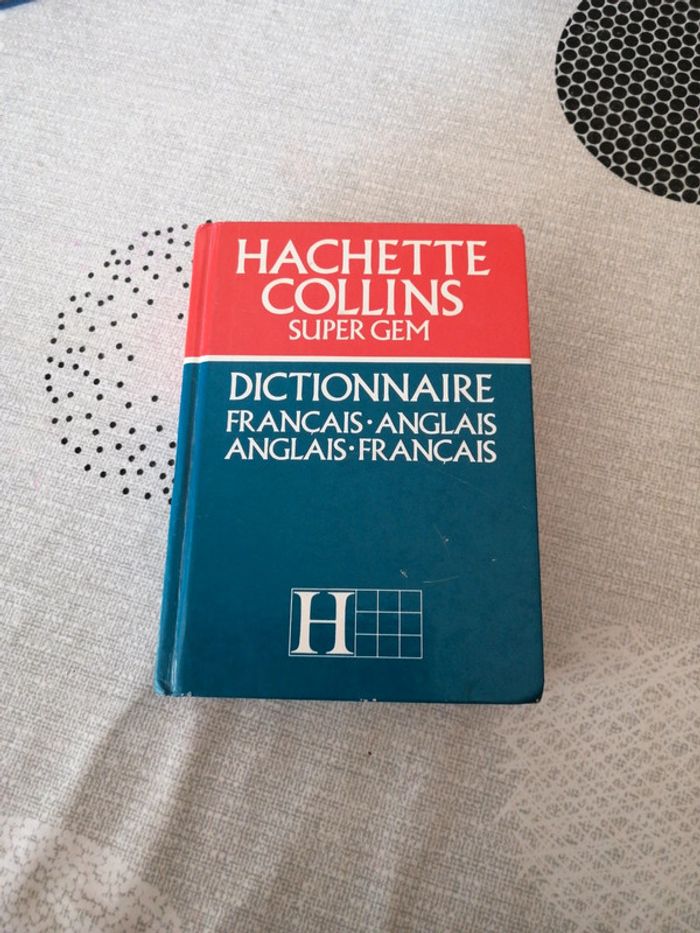 HACHETTE
COLLINS
SUPER GEM
DICTIONNAIRE
FRANÇAIS·ANGLAIS
ANGLAIS·FRANÇAIS
H